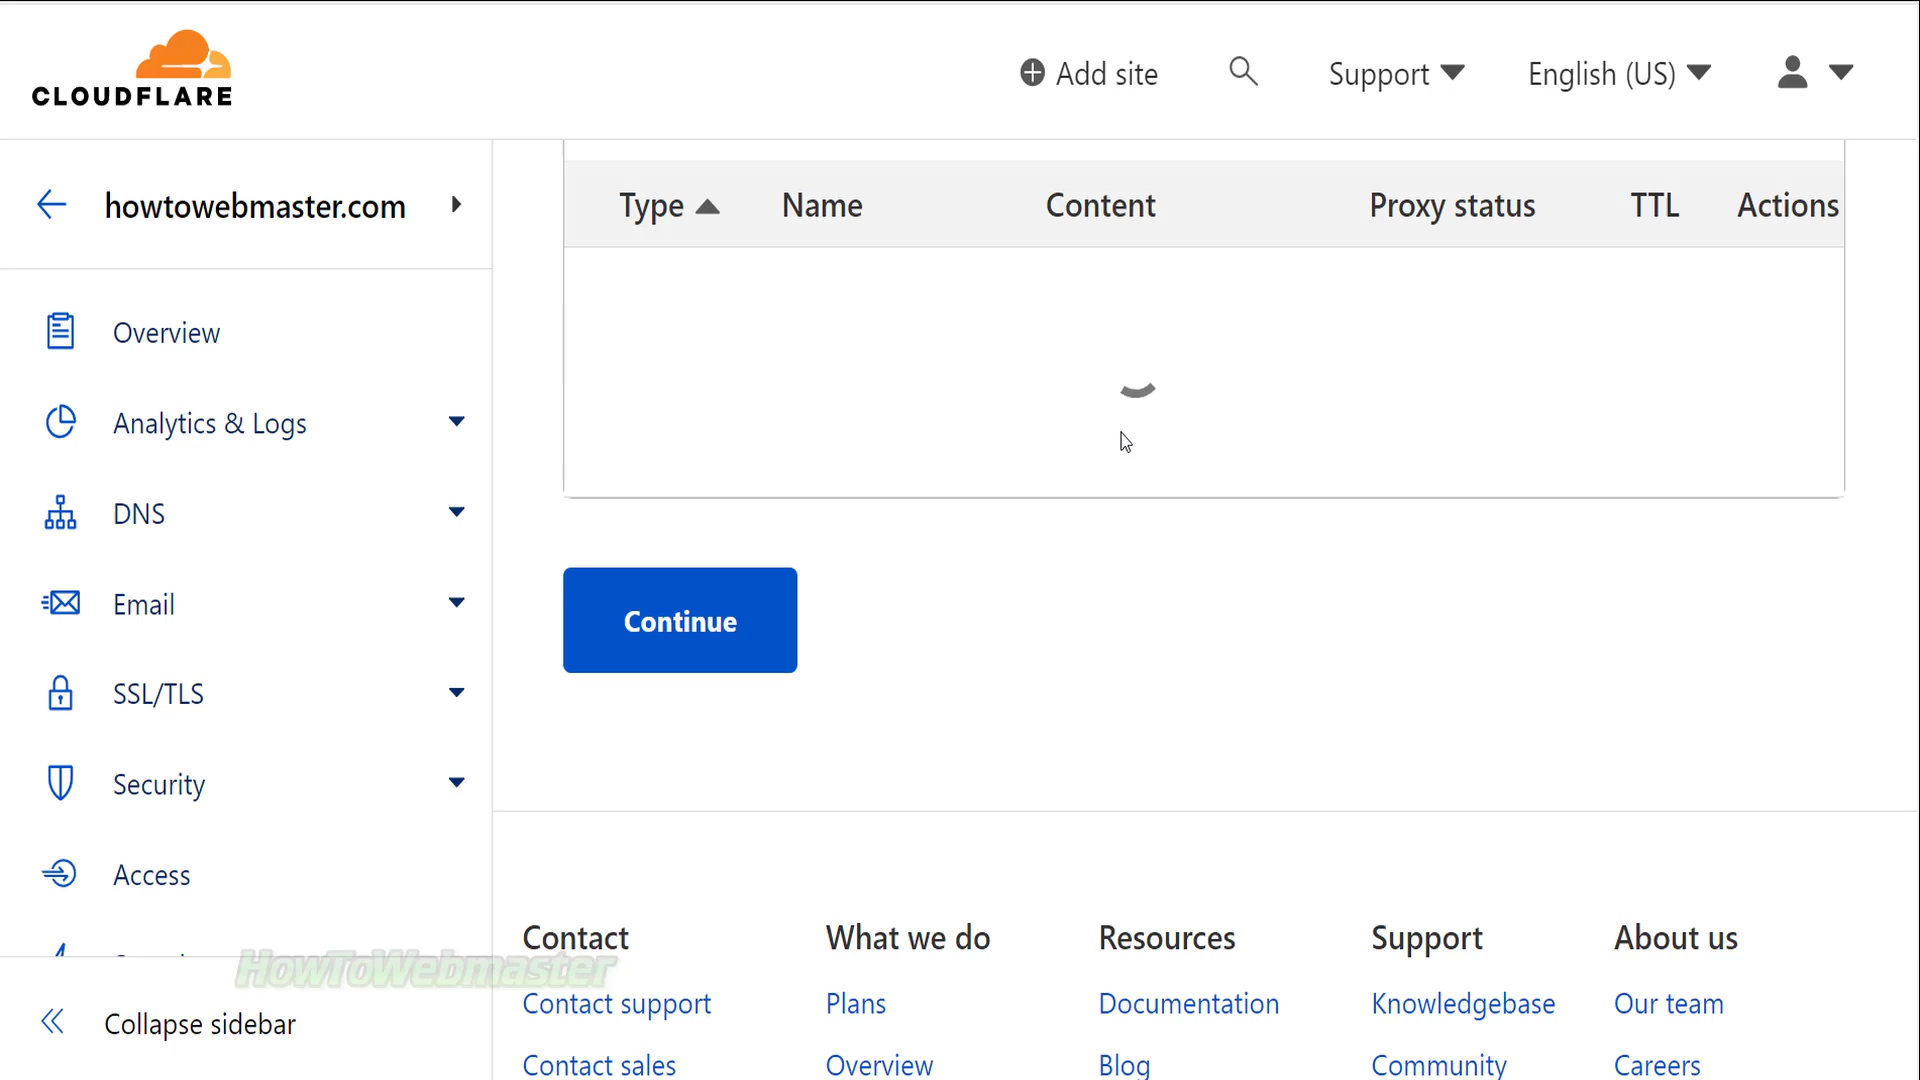 CLOUDFLARE
Add site
Support
English (US)
howtowebmaster.com
Type
Name
Content
Proxy status
TTL
Actions
Overview
Analytics & Logs
DNS
Email
SSL/TLS
Security
Access
Collapse sidebar
Continue
HowToWebmaster
Contact
What we do
Resources
Support
About us
Contact support
Plans
Documentation
Knowledgebase
Our team
Contact sales
Overview
Blog
Community
Careers